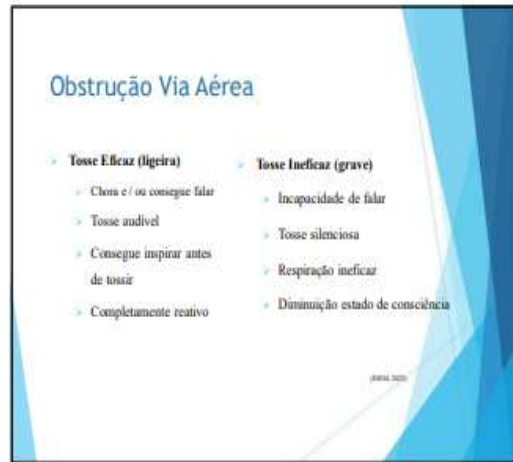 Obstrução Via Aérea
Tosse Eficaz (ligeira)
Chora e / ou consegue falar
Tosse audível
Consegue inspirar antes
de tossir
Completamente reativo
Tosse Ineficaz (grave)
Incapacidade de falar
Tosse silenciosa
Respiração ineficaz
Diminuição estado de consciência